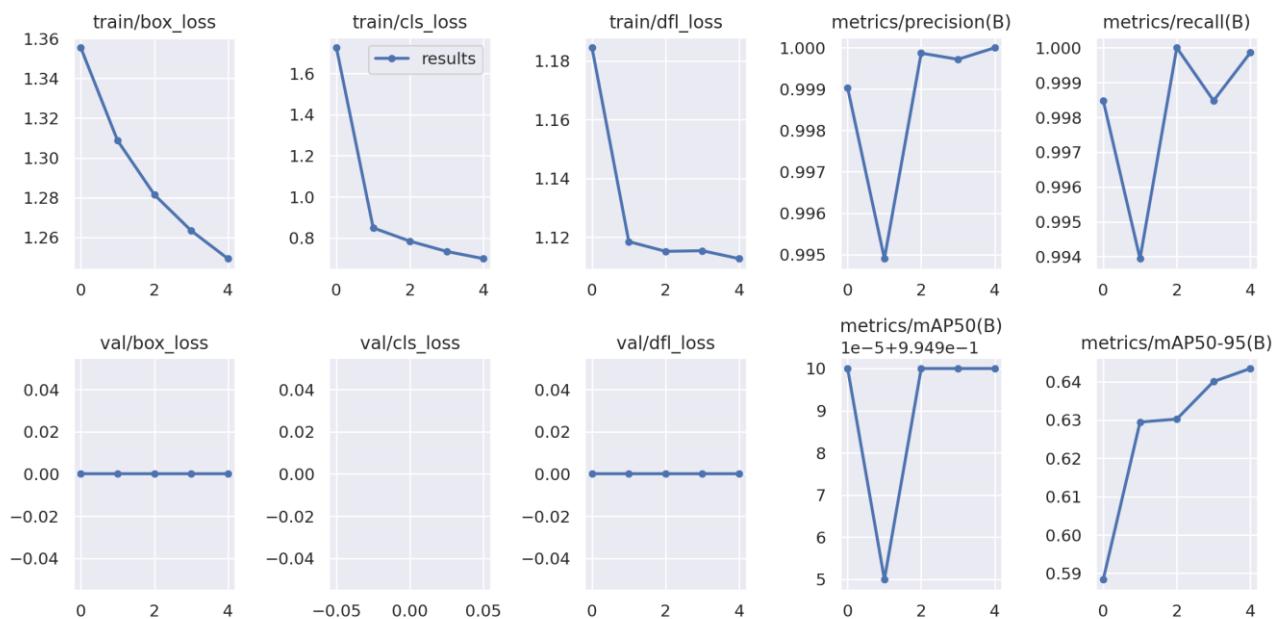 train/box_loss
1.36
1.34
1.32
1.30
1.28
1.26
0 2 4
train/cls_loss
results
1.6
1.4
1.2
1.0
0.8
0 2 4
train/dfl_loss
1.18
1.16
1.14
1.12
0 2 4
metrics/precision(B)
1.000
0.999
0.998
0.997
0.996
0.995
0 2 4
metrics/recall(B)
1.000
0.999
0.998
0.997
0.996
0.995
0.994
0 2 4
val/box_loss
0.04
0.02
0.00
−0.02
−0.04
0 2 4
val/cls_loss
0.04
0.02
0.00
−0.02
−0.04
−0.05 0.00 0.05
val/dfl_loss
0.04
0.02
0.00
−0.02
−0.04
0 2 4
metrics/mAP50(B)
1e−5+9.949e−1
10
9
8
7
6
5
0 2 4
metrics/mAP50-95(B)
0.64
0.63
0.62
0.61
0.60
0.59
0 2 4